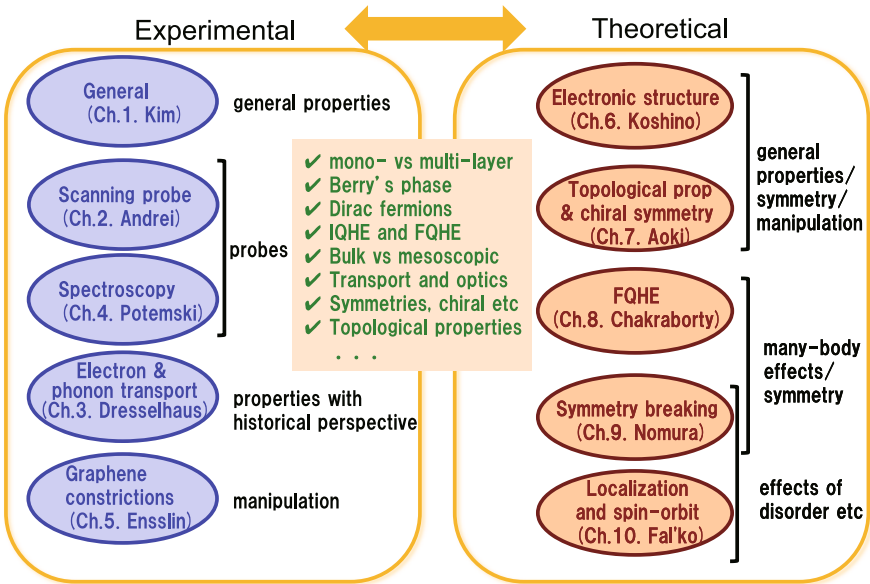 Experimental
Theoretical
General
(Ch.1. Kim)
general properties
Scanning probe
(Ch.2. Andrei)
probes
Spectroscopy
(Ch.4. Potemski)
Electron &
phonon transport
(Ch.3. Dresselhaus)
properties with
historical perspective
Graphene
constrictions
(Ch.5. Ensslin)
manipulation
✔ mono- vs multi-layer
✔ Berry's phase
✔ Dirac fermions
✔ IQHE and FQHE
✔ Bulk vs mesoscopic
✔ Transport and optics
✔ Symmetries, chiral etc
✔ Topological properties
. . .
Electronic structure
(Ch.6. Koshino)
Topological prop
& chiral symmetry
(Ch.7. Aoki)
general
properties/
symmetry/
manipulation
FQHE
(Ch.8. Chakraborty)
many-body
effects/
symmetry
Symmetry breaking
(Ch.9. Nomura)
Localization
and spin-orbit
(Ch.10. Fal'ko)
effects of
disorder etc